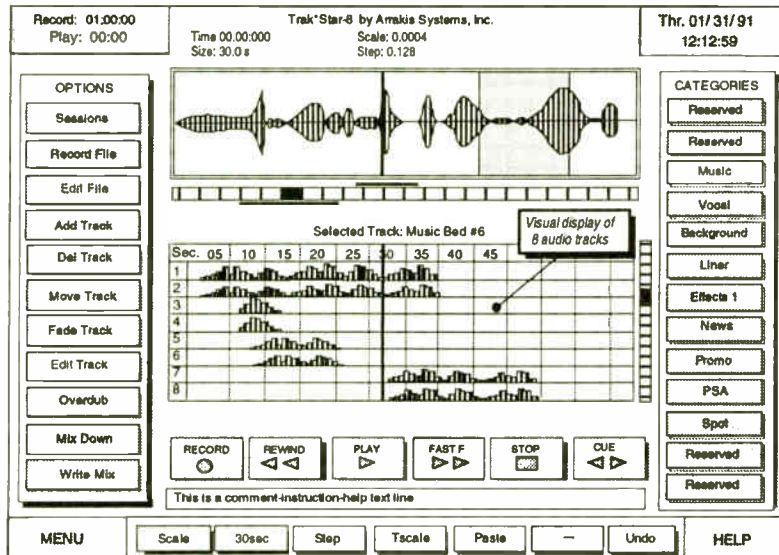 Record: 01:00:00
Play: 00:00
Trak*Star-8 by Arrakis Systems, Inc.
Time 00.00:000
Scale: 0.0004
Size: 30.0 s
Step: 0.128
Thr. 01/31/91
12:12:59
OPTIONS
Sessions
Record File
Edit File
Add Track
Del Track
Move Track
Fade Track
Edit Track
Overdub
Mix Down
Write Mix
Selected Track: Music Bed #6
Visual display of
8 audio tracks
Sec. 05 10 15 20 25 30 35 40 45
1
2
3
4
5
6
7
8
RECORD
REWIND
PLAY
FAST F
STOP
CUE
This is a comment-instruction-help text line
CATEGORIES
Reserved
Reserved
Music
Vocal
Background
Liner
Effects 1
News
Promo
PSA
Spot
Reserved
Reserved
MENU
Scale
30sec
Step
Tscale
Paste
—
Undo
HELP